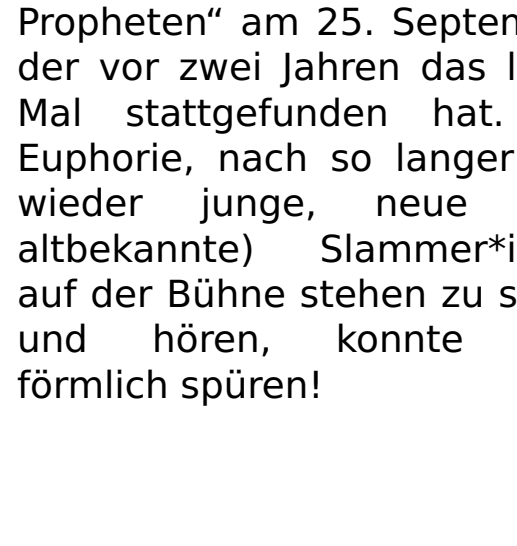 Propheten“ am 25. Septem
der vor zwei Jahren das l
Mal stattgefunden hat.
Euphorie, nach so langer
wieder junge, neue
altbekannte) Slammer*i
auf der Bühne stehen zu s
und hören, konnte
förmlich spüren!